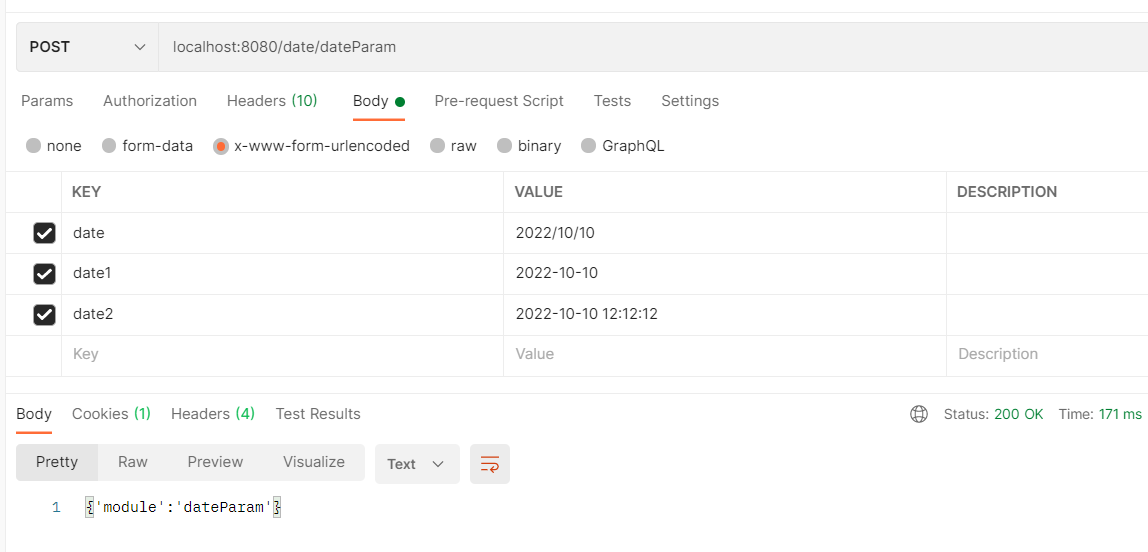 POST localhost:8080/date/dateParam
Params Authorization Headers (10) Body Pre-request Script Tests Settings
none form-data x-www-form-urlencoded raw binary GraphQL
KEY VALUE DESCRIPTION
date 2022/10/10
date1 2022-10-10
date2 2022-10-10 12:12:12
Key Value Description
Body Cookies (1) Headers (4) Test Results Status: 200 OK Time: 171 ms
Pretty Raw Preview Visualize Text
1 {'module':'dateParam'}